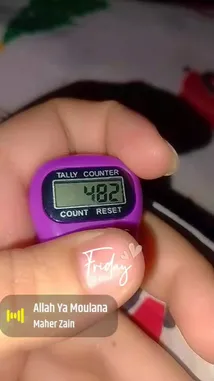 TALLY COUNTER
482
COUNT RESET
Friday
Allah Ya Moulana
Maher Zain